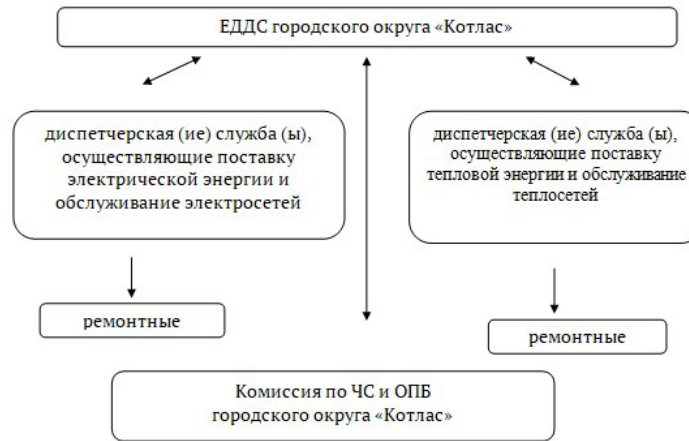 ЕДДС городского округа «Котлас»
диспетчерская (ие) служба (ы),
осуществляющие поставку
электрической энергии и
обслуживание электросетей
диспетчерская (ие) служба (ы),
осуществляющие поставку
тепловой энергии и обслуживание
теплосетей
ремонтные
ремонтные
Комиссия по ЧС и ОПБ
городского округа «Котлас»